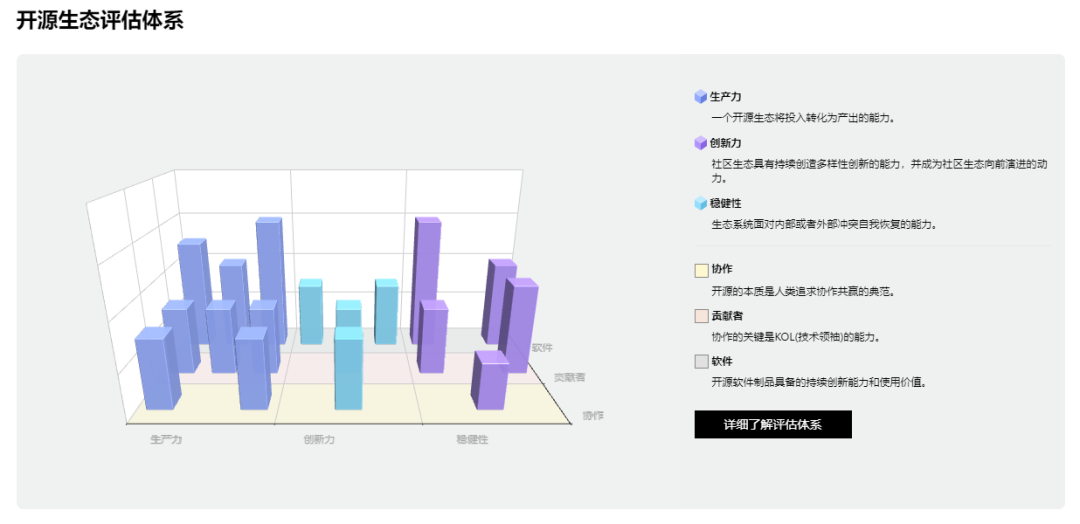 开源生态评估体系
生产力
一个开源生态将投入转化为产出的能力。
创新力
社区生态具有持续创造多样性创新的能力，并成为社区生态向前演进的动
力。
稳健性
生态系统面对内部或者外部冲突自我恢复的能力。
协作
开源的本质是人类追求协作共赢的典范。
贡献者
协作的关键是KOL(技术领袖)的能力。
软件
开源软件制品具备的持续创新能力和使用价值。
详细了解评估体系
软件
贡献者
协作
生产力
创新力
稳健性